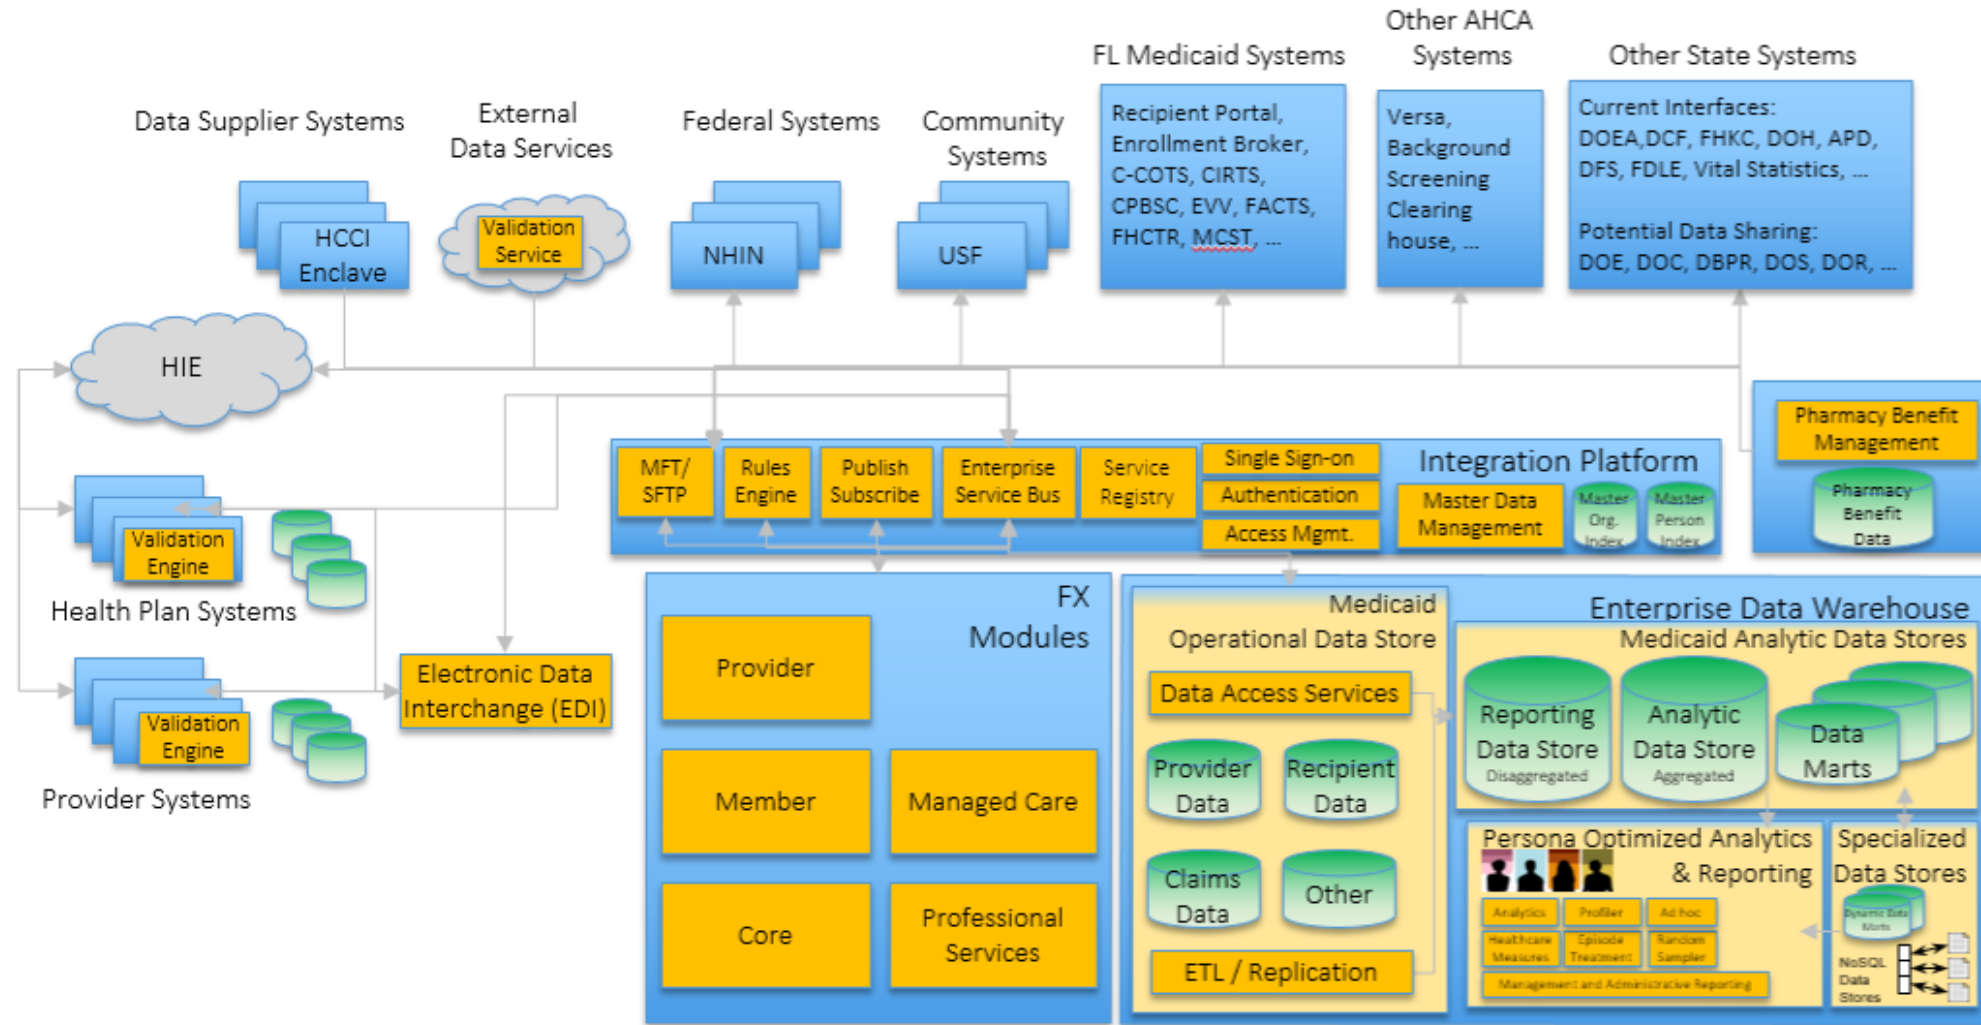 Other AHCA
Systems
FL Medicaid Systems
Other State Systems
Data Supplier Systems
External
Data Services
Federal Systems
Community
Systems
HCCI
Enclave
Validation
Service
NHIN
USF
Recipient Portal,
Enrollment Broker,
C-COTS, CIRTS,
CPBSC, EVV, FACTS,
FHCTR, MCST, ...
Versa,
Background
Screening
Clearing
house, ...
Current Interfaces:
DOEA,DCF, FHKC, DOH, APD,
DFS, FDLE, Vital Statistics, ...
Potential Data Sharing:
DOE, DOC, DBPR, DOS, DOR, ...
HIE
Validation
Engine
Health Plan Systems
Validation
Engine
Provider Systems
Electronic Data
Interchange (EDI)
MFT/
SFTP
Rules
Engine
Publish
Subscribe
Enterprise
Service Bus
Service
Registry
Single Sign-on
Authentication
Access Mgmt.
Integration Platform
Master Data
Management
Master
Org.
Index
Master
Person
Index
Pharmacy Benefit
Management
Pharmacy
Benefit
Data
FX
Modules
Provider
Member
Managed Care
Core
Professional
Services
Enterprise Data Warehouse
Medicaid
Operational Data Store
Data Access Services
Provider
Data
Recipient
Data
Claims
Data
Other
ETL / Replication
Medicaid Analytic Data Stores
Reporting
Data Store
Disaggregated
Analytic
Data Store
Aggregated
Data
Marts
Persona Optimized Analytics
& Reporting
Analytics
Profiler
Ad hoc
Healthcare
Measures
Episode
Treatment
Random
Sampler
Management and Administrative Reporting
Specialized
Data Stores
Dynamic Data
Marts
NoSQL
Data
Stores